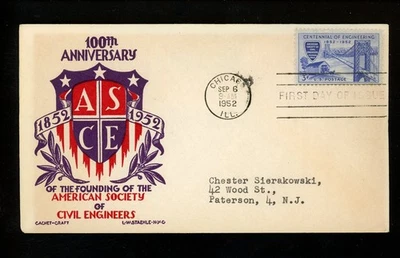 100TH
ANNIVERSARY
A S
C E
1852 1952
OF THE FOUNDING OF THE
AMERICAN SOCIETY
OF
CIVIL ENGINEERS
CACHET-CRAFT
CHICAGO
SEP 6
1952
ILL.
CENTENNIAL OF ENGINEERING
1852-1952
3¢ U.S. POSTAGE
FIRST DAY OF ISSUE
Chester Sierakowski,
42 Wood St.,
Paterson, 4, N.J.